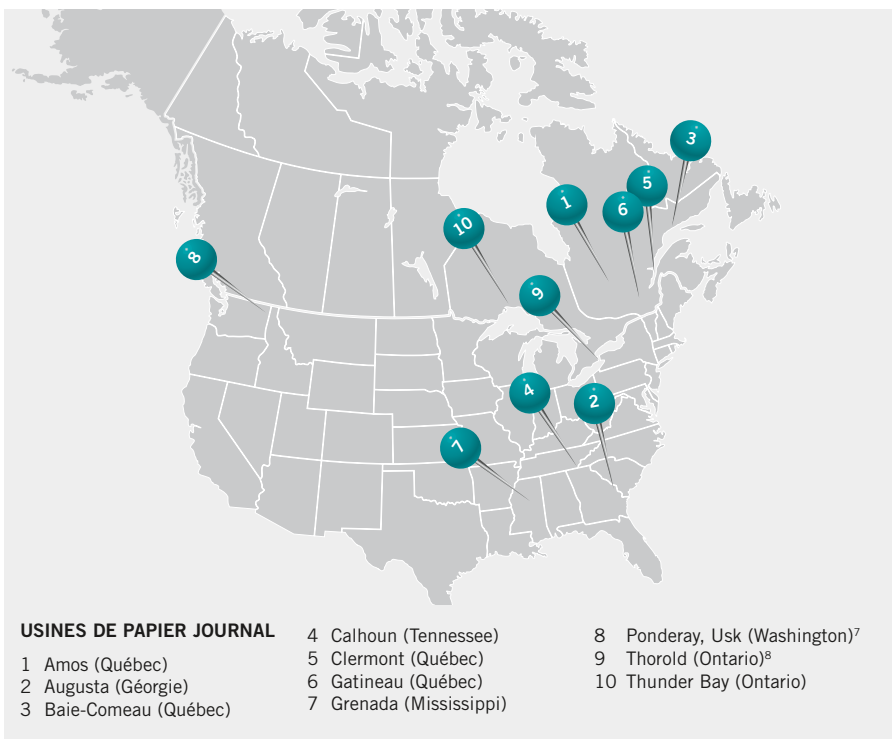 3
5
1
6
10
8
9
4
2
7
USINES DE PAPIER JOURNAL
1 Amos (Québec)
2 Augusta (Géorgie)
3 Baie-Comeau (Québec)
4 Calhoun (Tennessee)
5 Clermont (Québec)
6 Gatineau (Québec)
7 Grenada (Mississippi)
8 Ponderay, Usk (Washington)⁷
9 Thorold (Ontario)⁸
10 Thunder Bay (Ontario)